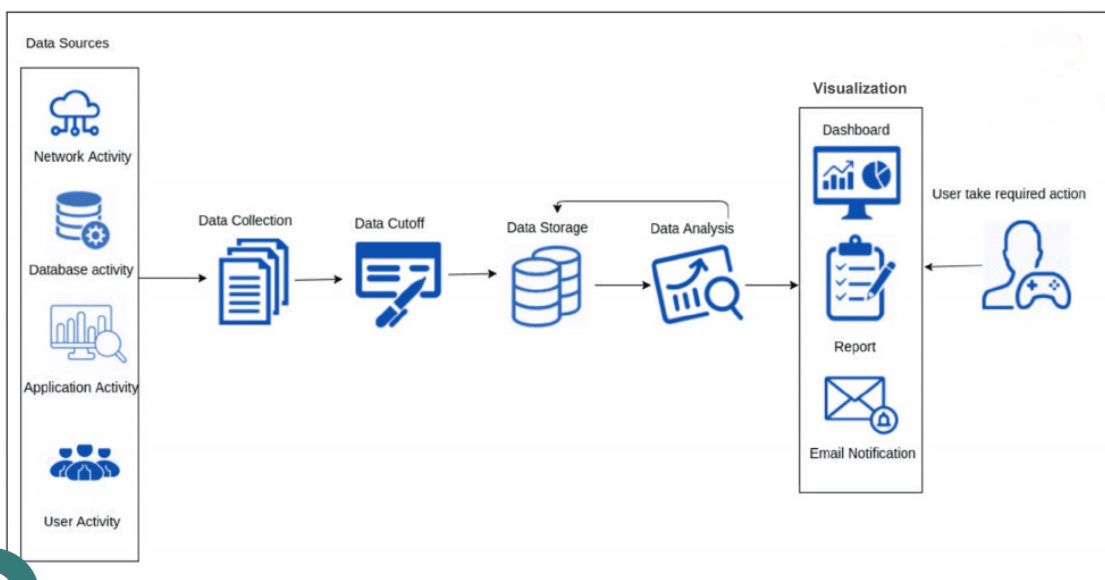 Data Sources
Network Activity
Database activity
Application Activity
User Activity
Data Collection
Data Cutoff
Data Storage
Data Analysis
Visualization
Dashboard
Report
Email Notification
User take required action